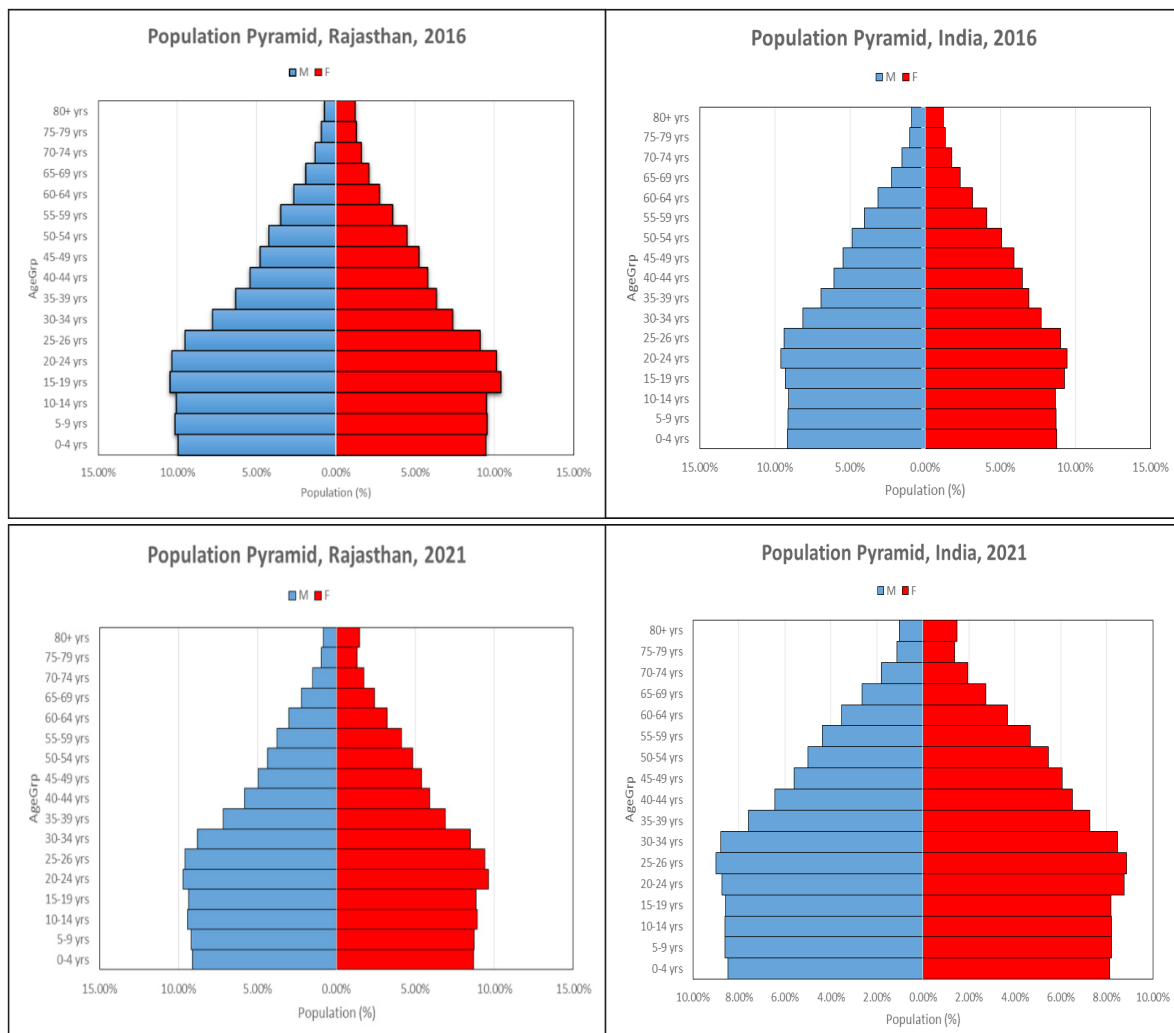 Population Pyramid, Rajasthan, 2016
M F
AgeGrp
80+ yrs
75-79 yrs
70-74 yrs
65-69 yrs
60-64 yrs
55-59 yrs
50-54 yrs
45-49 yrs
40-44 yrs
35-39 yrs
30-34 yrs
25-26 yrs
20-24 yrs
15-19 yrs
10-14 yrs
5-9 yrs
0-4 yrs
15.00% 10.00% 5.00% 0.00% 5.00% 10.00% 15.00%
Population (%)
Population Pyramid, India, 2016
M F
AgeGrp
80+ yrs
75-79 yrs
70-74 yrs
65-69 yrs
60-64 yrs
55-59 yrs
50-54 yrs
45-49 yrs
40-44 yrs
35-39 yrs
30-34 yrs
25-26 yrs
20-24 yrs
15-19 yrs
10-14 yrs
5-9 yrs
0-4 yrs
15.00% 10.00% 5.00% 0.00% 5.00% 10.00% 15.00%
Population (%)
Population Pyramid, Rajasthan, 2021
M F
AgeGrp
80+ yrs
75-79 yrs
70-74 yrs
65-69 yrs
60-64 yrs
55-59 yrs
50-54 yrs
45-49 yrs
40-44 yrs
35-39 yrs
30-34 yrs
25-26 yrs
20-24 yrs
15-19 yrs
10-14 yrs
5-9 yrs
0-4 yrs
15.00% 10.00% 5.00% 0.00% 5.00% 10.00% 15.00%
Population (%)
Population Pyramid, India, 2021
M F
AgeGrp
80+ yrs
75-79 yrs
70-74 yrs
65-69 yrs
60-64 yrs
55-59 yrs
50-54 yrs
45-49 yrs
40-44 yrs
35-39 yrs
30-34 yrs
25-26 yrs
20-24 yrs
15-19 yrs
10-14 yrs
5-9 yrs
0-4 yrs
10.00% 8.00% 6.00% 4.00% 2.00% 0.00% 2.00% 4.00% 6.00% 8.00% 10.00%
Population (%)